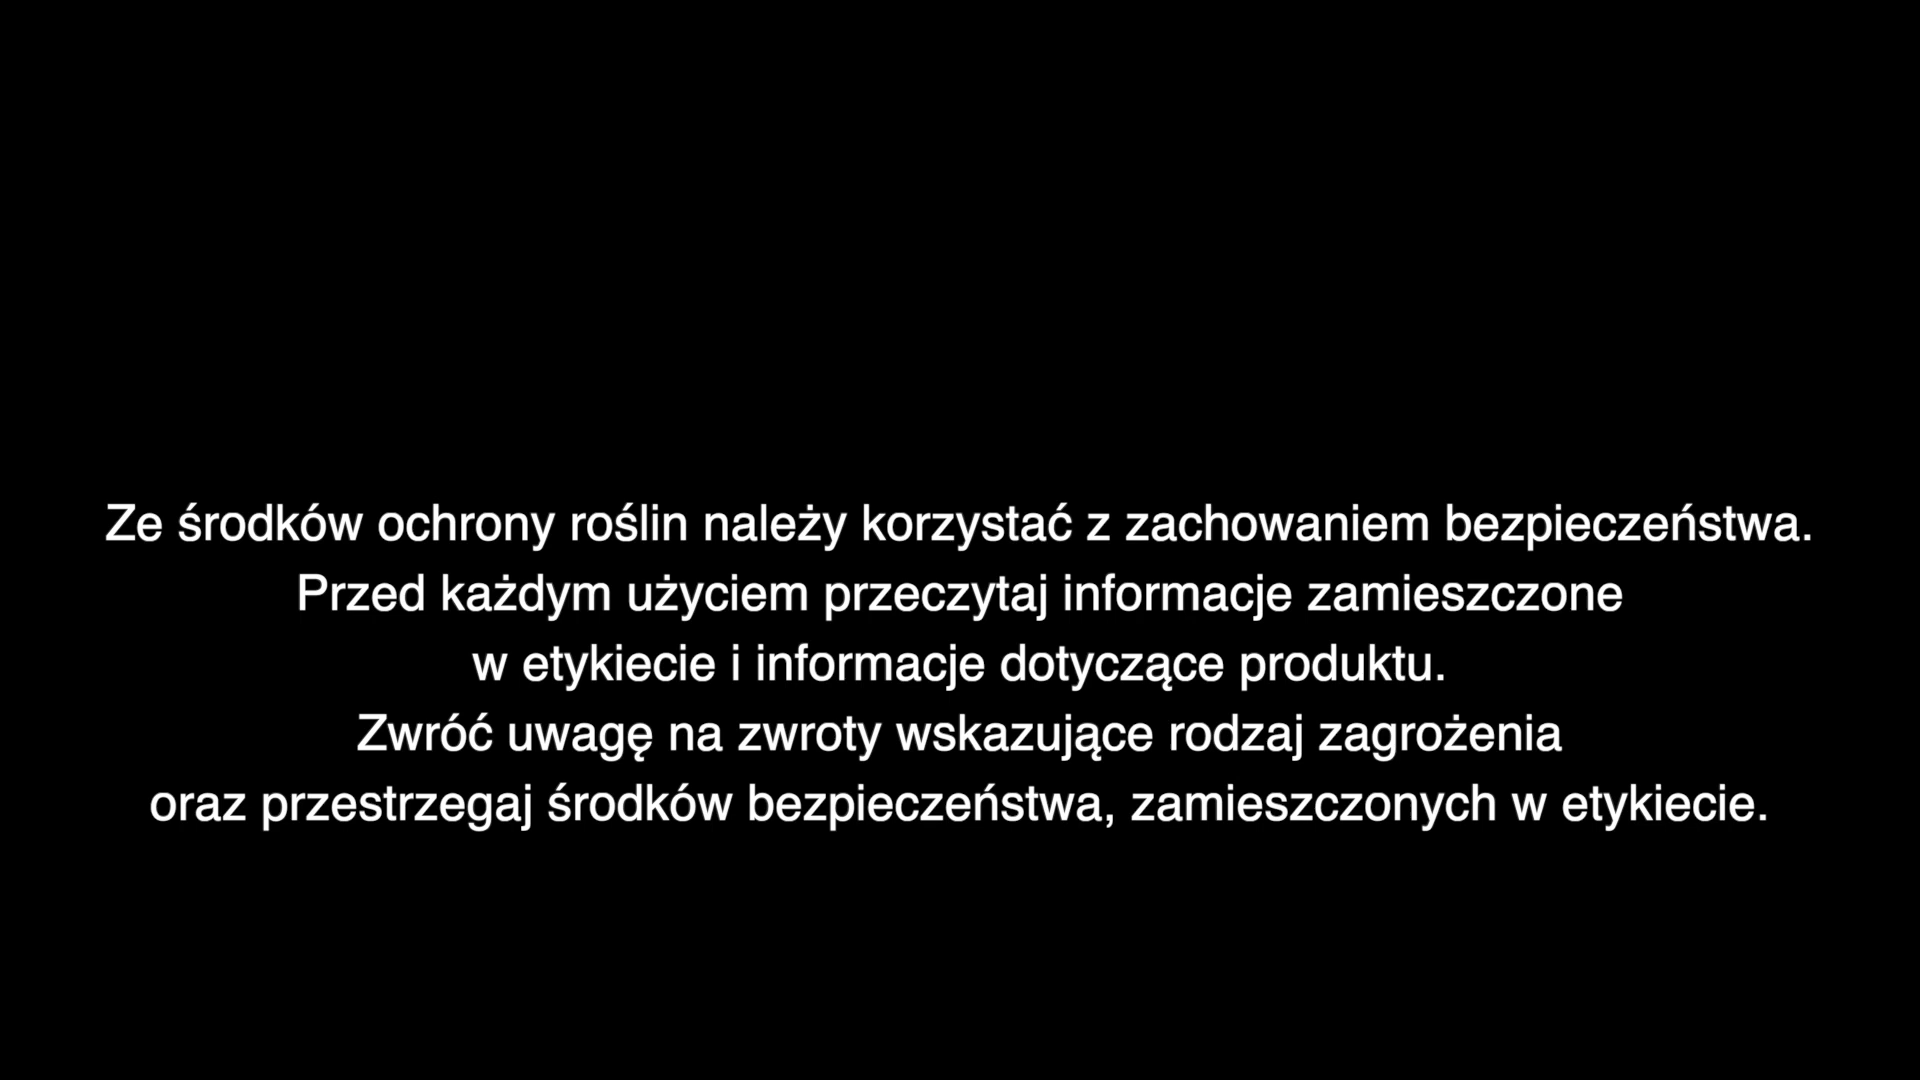 Ze środków ochrony roślin należy korzystać z zachowaniem bezpieczeństwa.
Przed każdym użyciem przeczytaj informacje zamieszczone
w etykiecie i informacje dotyczące produktu.
Zwróć uwagę na zwroty wskazujące rodzaj zagrożenia
oraz przestrzegaj środków bezpieczeństwa, zamieszczonych w etykiecie.